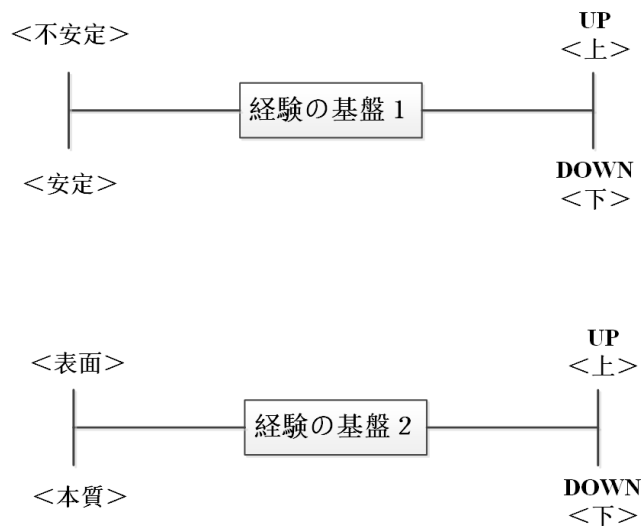 ＜不安定＞
UP
＜上＞
経験の基盤 1
＜安定＞
DOWN
＜下＞
＜表面＞
UP
＜上＞
経験の基盤 2
＜本質＞
DOWN
＜下＞